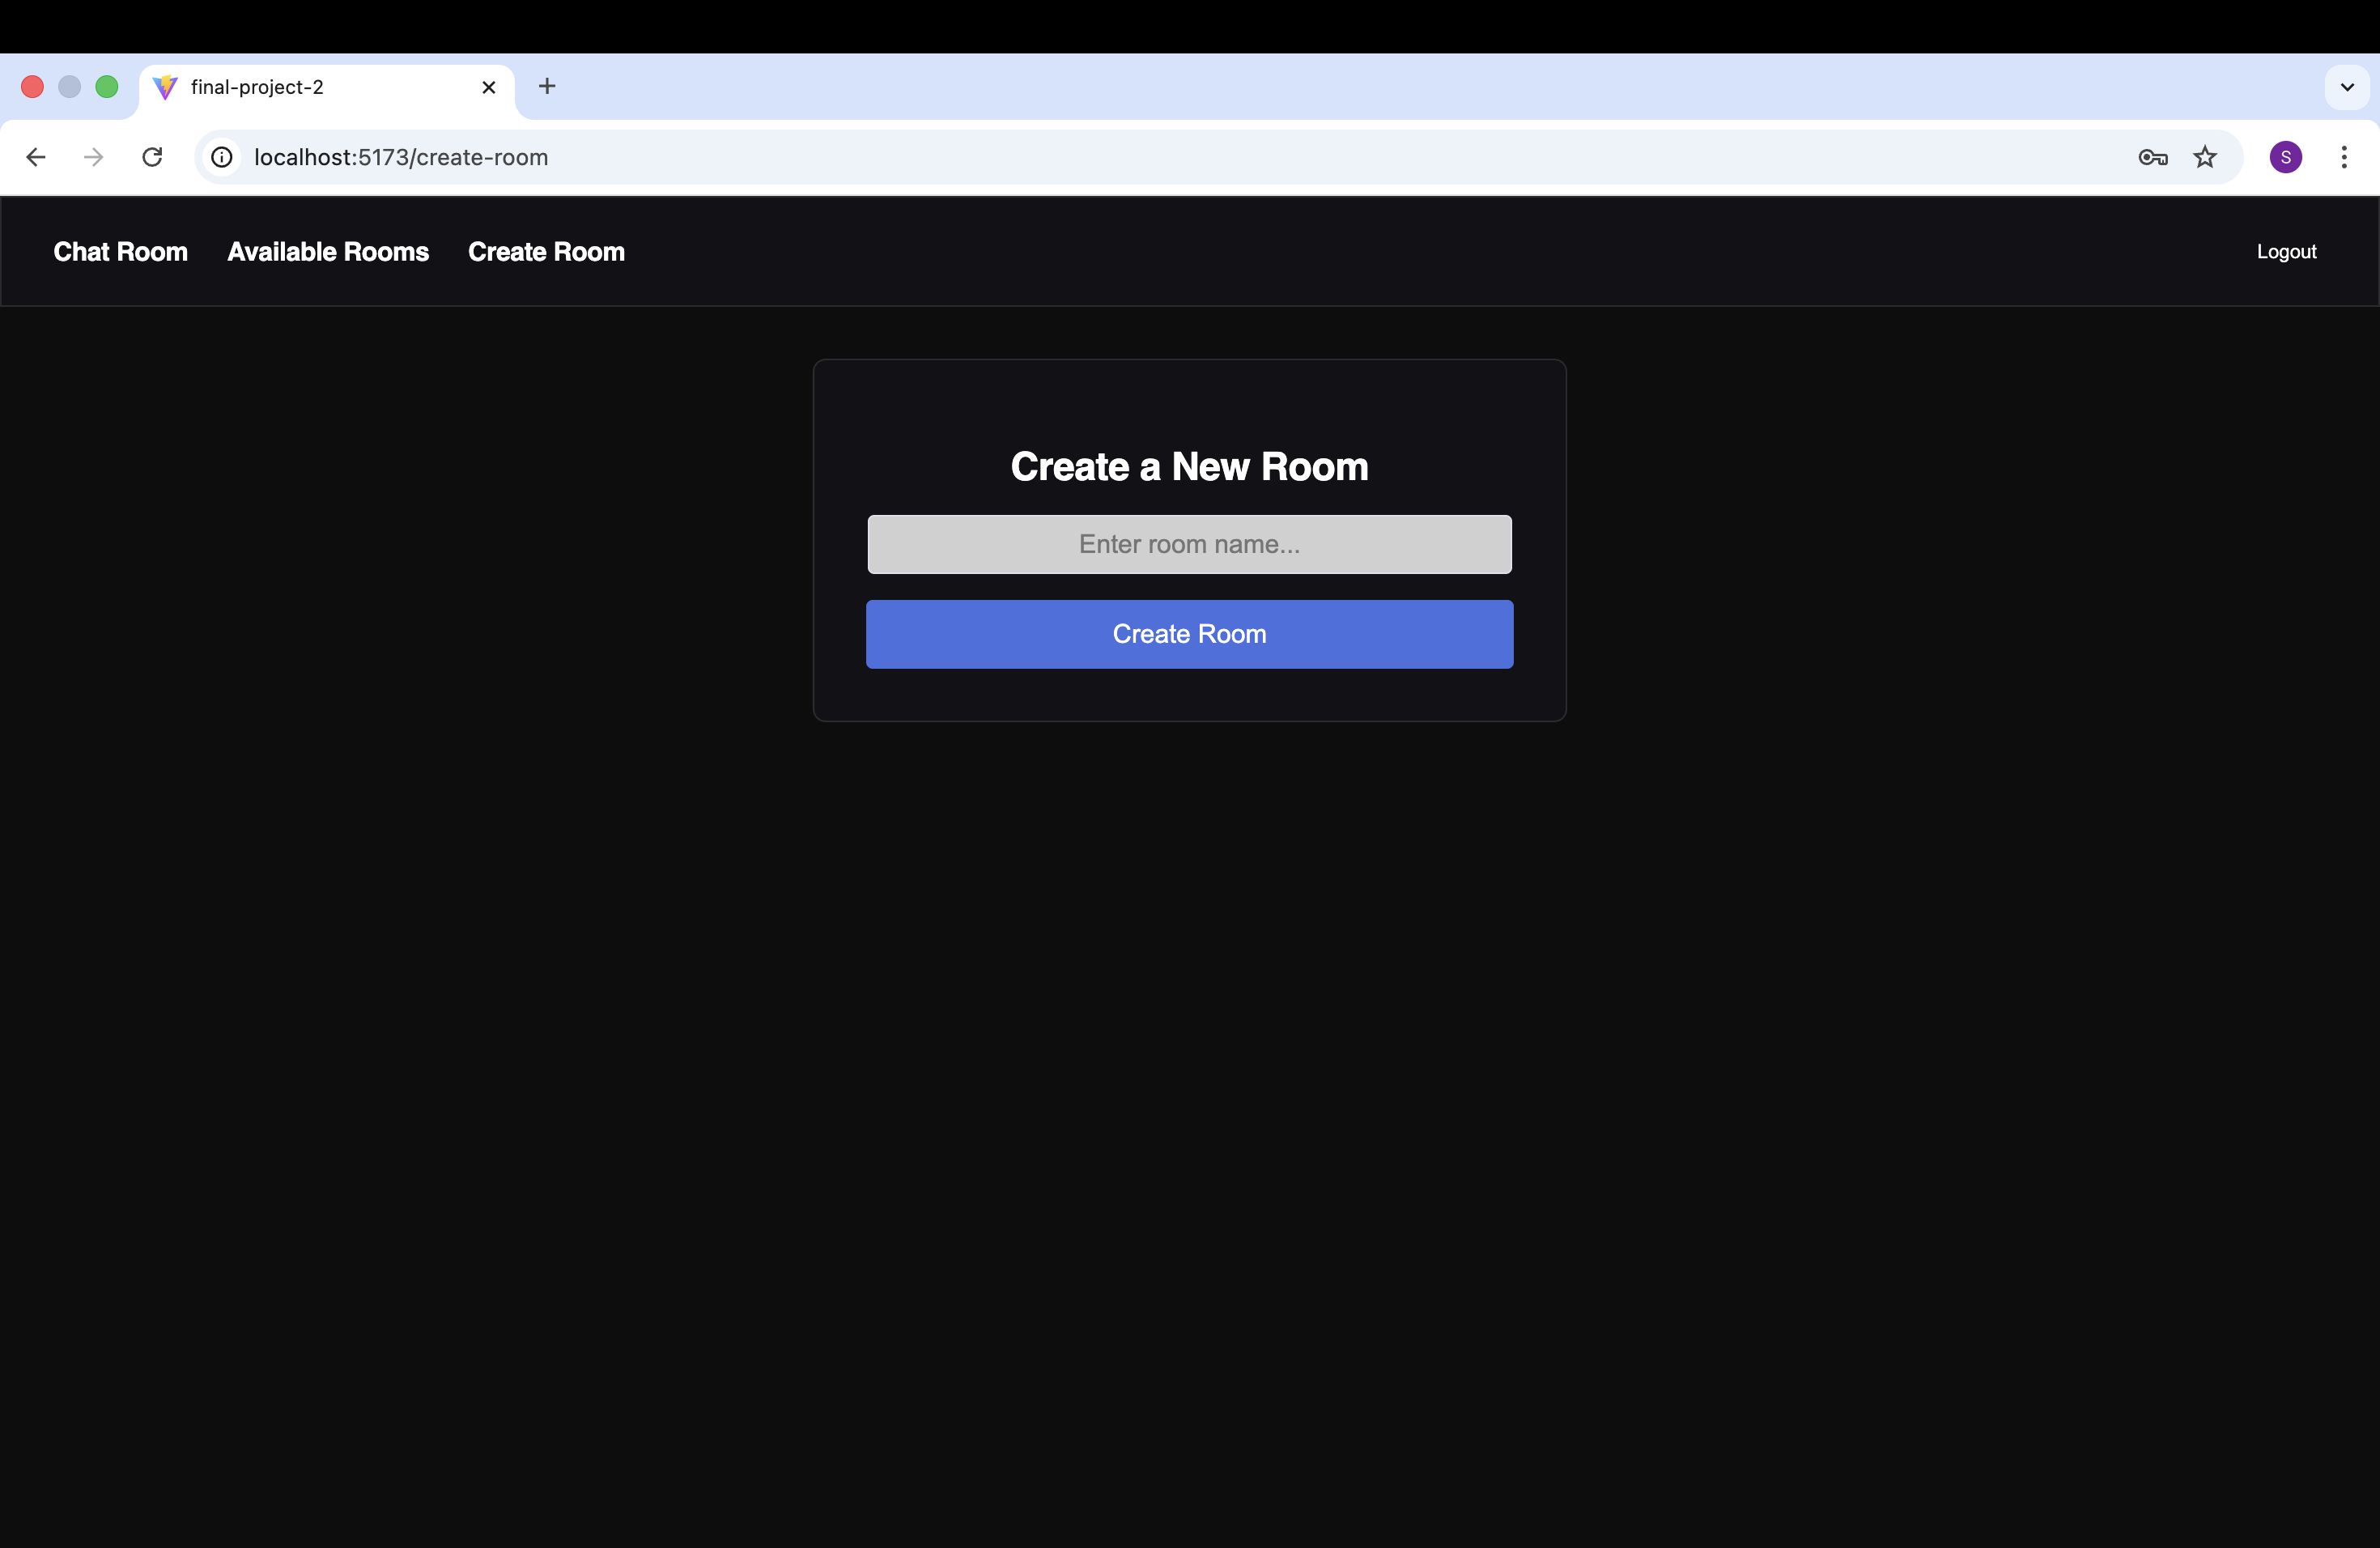 final-project-2
localhost:5173/create-room
S
Chat Room Available Rooms Create Room Logout
Create a New Room
Enter room name...
Create Room